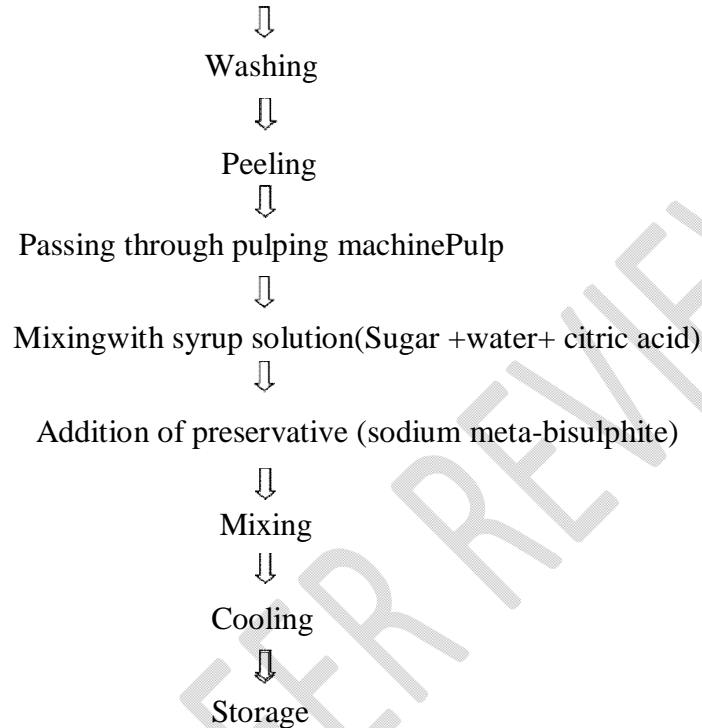 Washing
Peeling
Passing through pulping machinePulp
Mixingwith syrup solution(Sugar +water+ citric acid)
Addition of preservative (sodium meta-bisulphite)
Mixing
Cooling
Storage